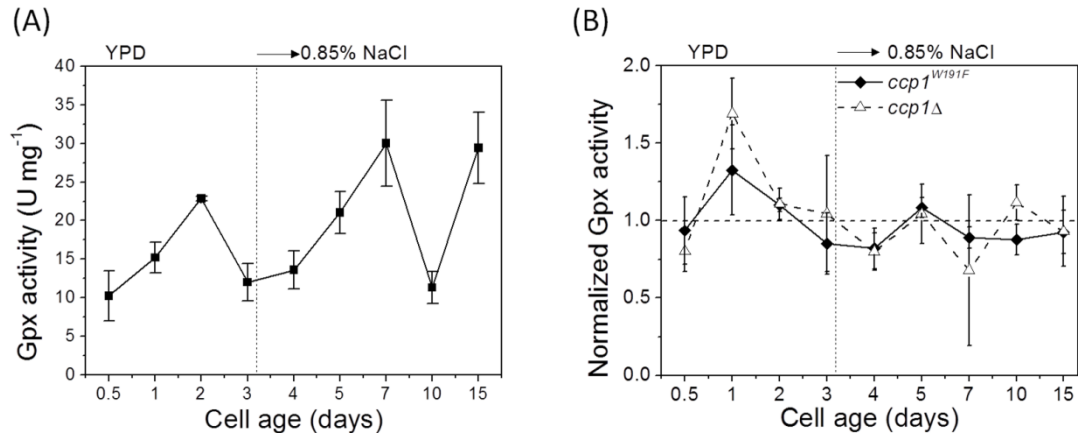 (A)
YPD
0.85% NaCl
Gpx activity (U mg⁻¹)
40
35
30
25
20
15
10
5
0
0.5 1 2 3 4 5 7 10 15
Cell age (days)
(B)
YPD
0.85% NaCl
ccp1ᵂ¹⁹¹ᶠ
ccp1Δ
Normalized Gpx activity
2.0
1.5
1.0
0.5
0.0
0.5 1 2 3 4 5 7 10 15
Cell age (days)